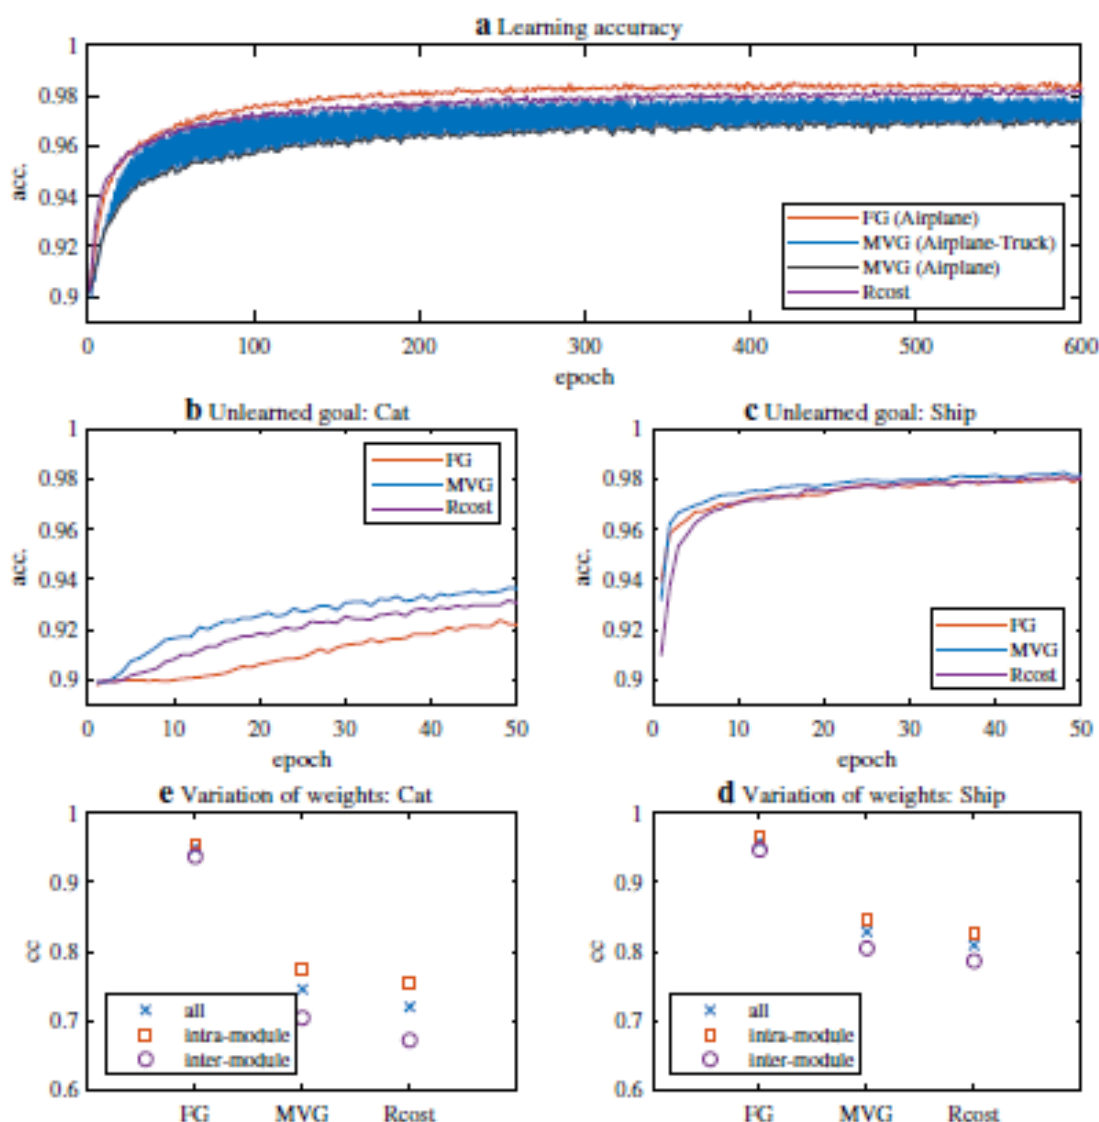 a Learning accuracy
1
0.98
0.96
0.94
0.92
0.9
acc.
FG (Airplane)
MVG (Airplane-Truck)
MVG (Airplane)
Rcost
0 100 200 300 400 500 600
epoch
b Unlearned goal: Cat
1
0.98
0.96
0.94
0.92
0.9
acc.
FG
MVG
Rcost
0 10 20 30 40 50
epoch
c Unlearned goal: Ship
1
0.98
0.96
0.94
0.92
0.9
acc.
FG
MVG
Rcost
0 10 20 30 40 50
epoch
e Variation of weights: Cat
1
0.9
0.8
0.7
0.6
cc
all
intra-module
inter-module
FG MVG Rcost
d Variation of weights: Ship
1
0.9
0.8
0.7
0.6
cc
all
intra-module
inter-module
FG MVG Rcost